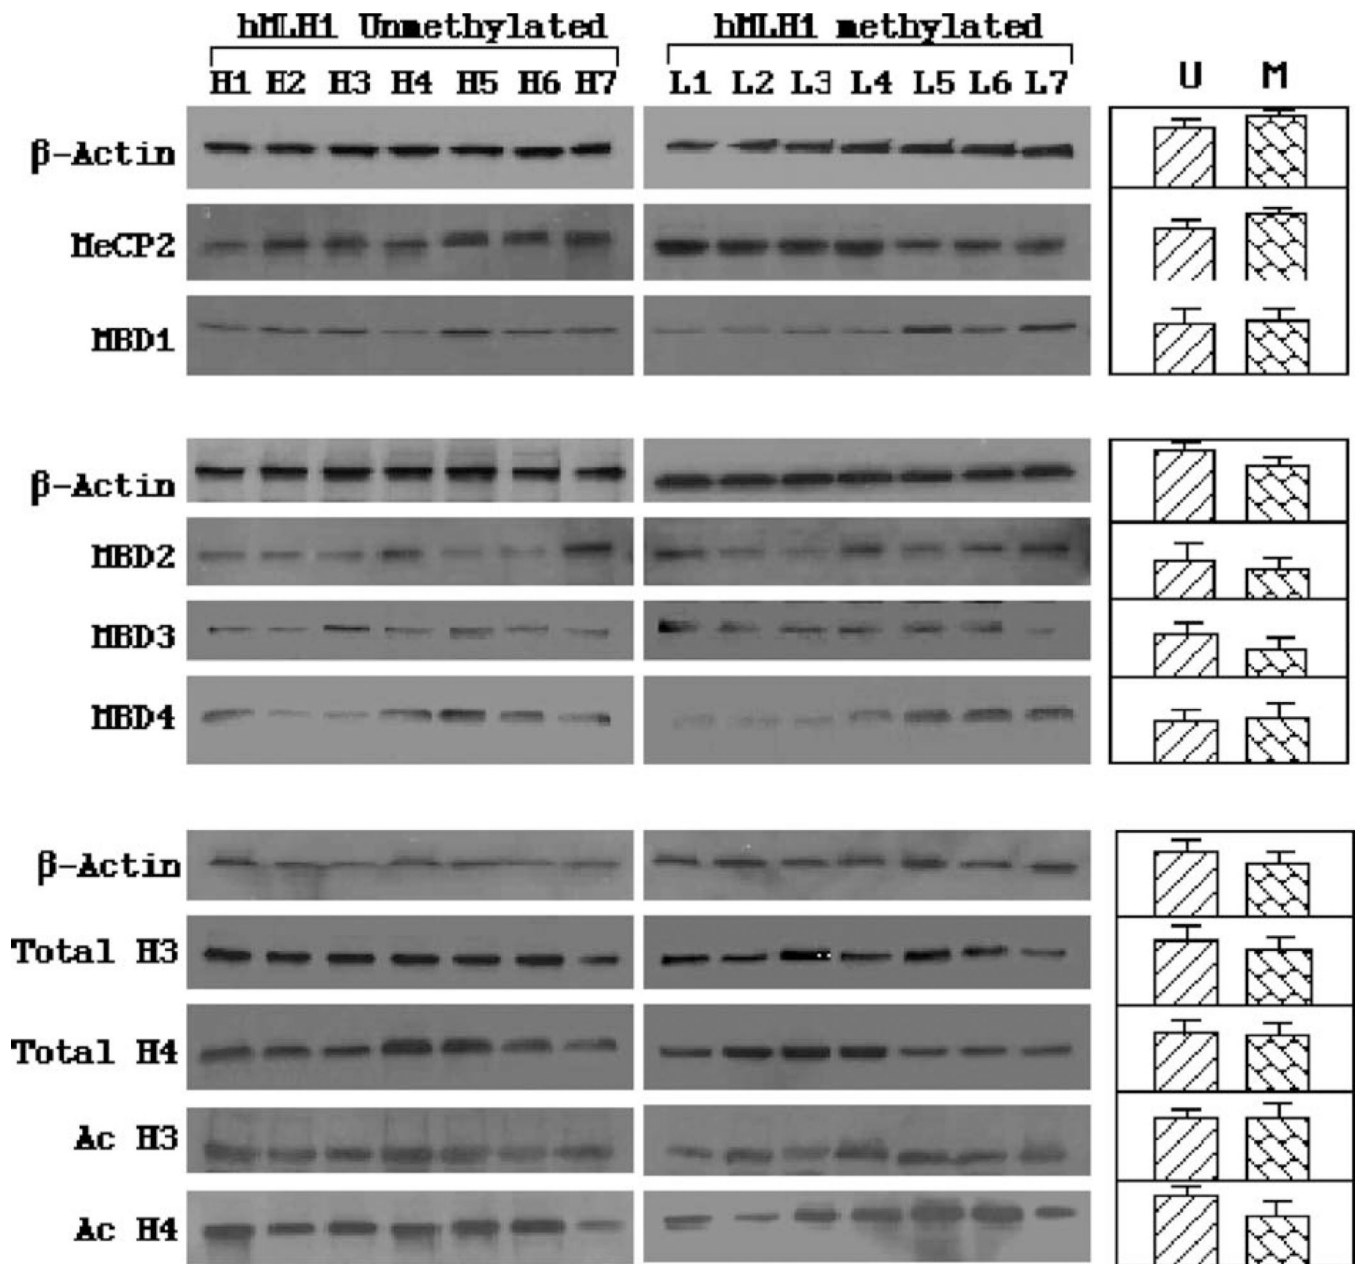 hMLH1 Unmethylated hMLH1 methylated
H1 H2 H3 H4 H5 H6 H7 L1 L2 L3 L4 L5 L6 L7 U M
β-Actin
MeCP2
MBD1
β-Actin
MBD2
MBD3
MBD4
β-Actin
Total H3
Total H4
Ac H3
Ac H4